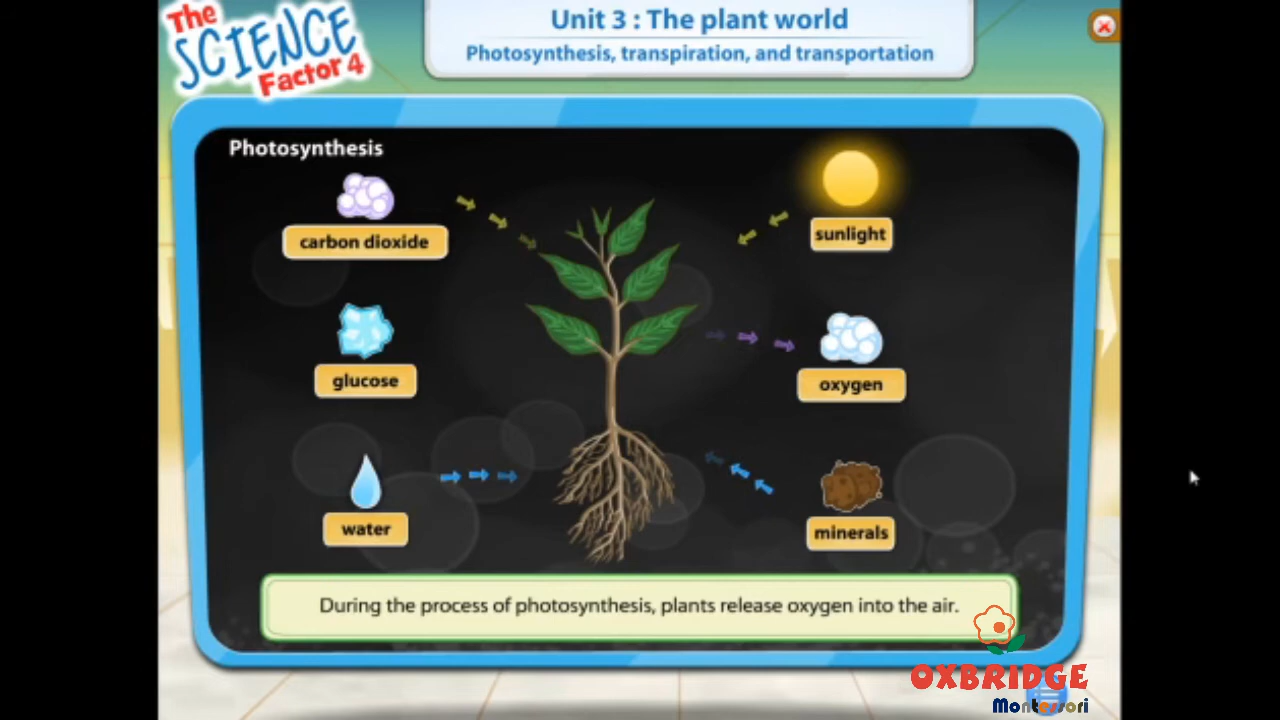 The
SCIENCE
Factor 4
Unit 3 : The plant world
Photosynthesis, transpiration, and transportation
Photosynthesis
carbon dioxide
sunlight
glucose
oxygen
water
minerals
During the process of photosynthesis, plants release oxygen into the air.
OXBRIDGE
Montessori